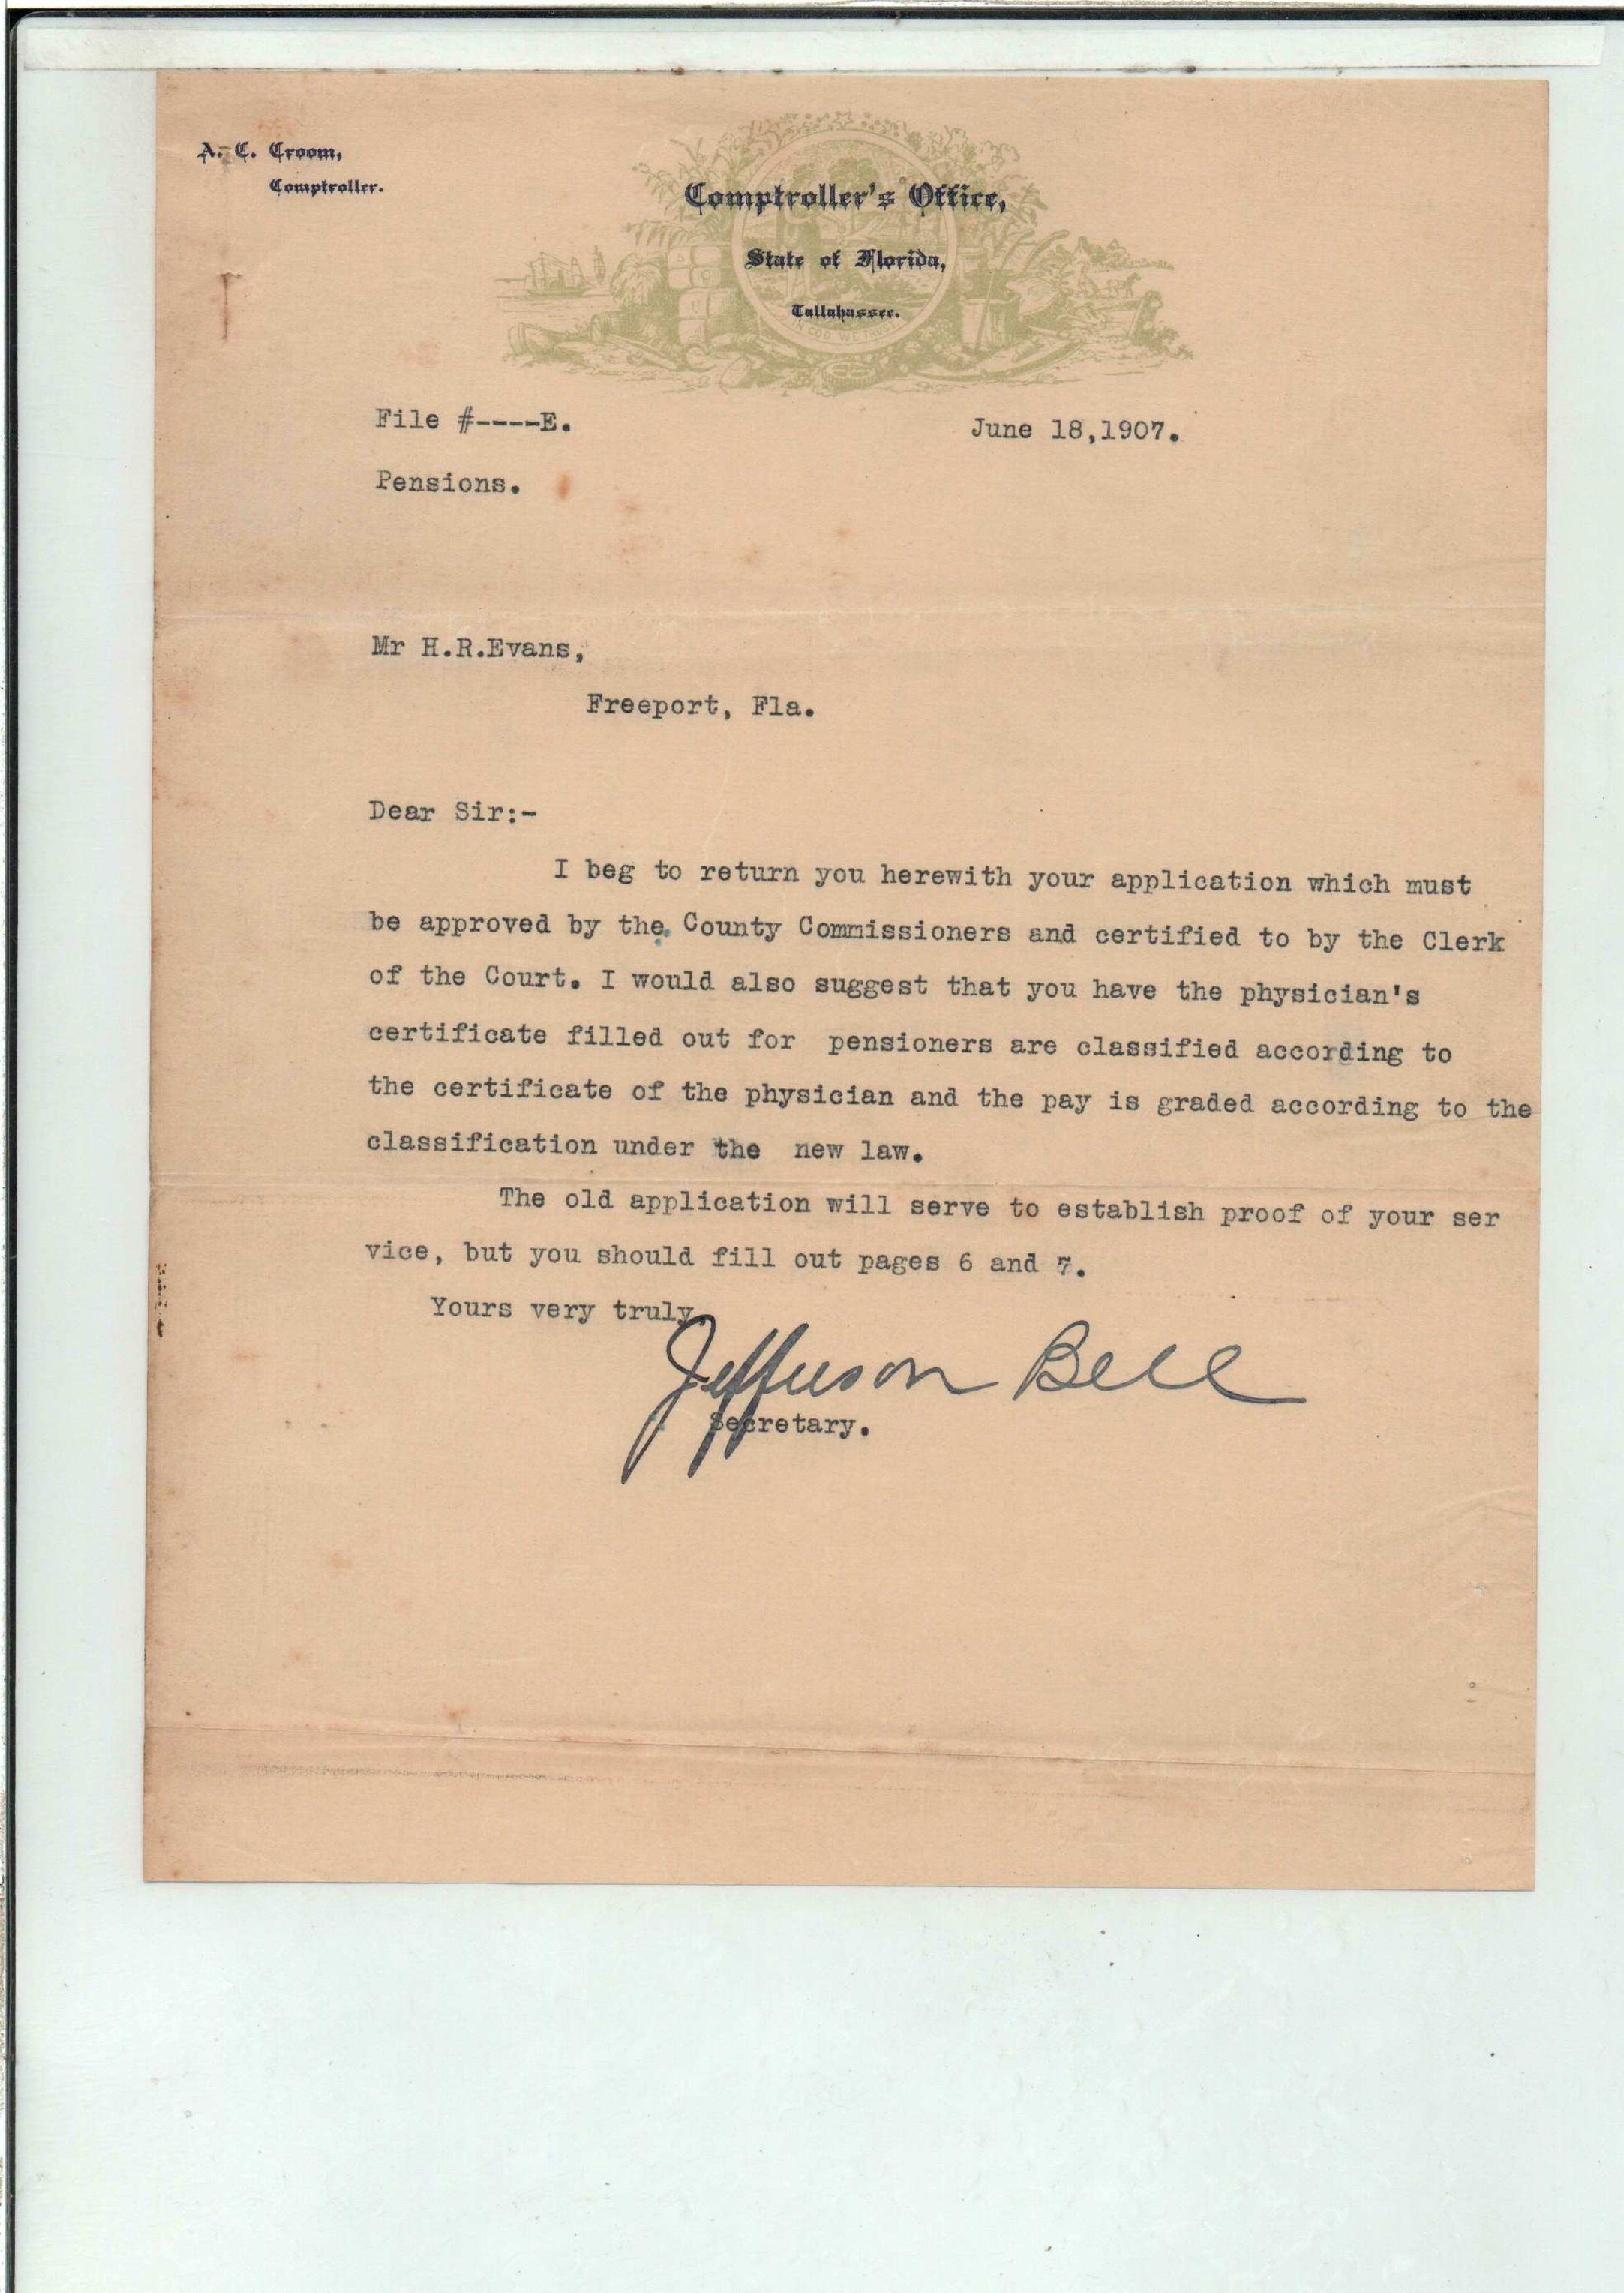 A. C. Croom,
Comptroller.
Comptroller's Office,
State of Florida,
Tallahassee.
File #----E.
June 18,1907.
Pensions.
Mr H.R.Evans,
Freeport, Fla.
Dear Sir:-
I beg to return you herewith your application which must
be approved by the County Commissioners and certified to by the Clerk
of the Court. I would also suggest that you have the physician's
certificate filled out for pensioners are classified according to
the certificate of the physician and the pay is graded according to the
classification under the new law.
The old application will serve to establish proof of your ser
vice, but you should fill out pages 6 and 7.
Yours very truly,
Jefferson Bell
Secretary.